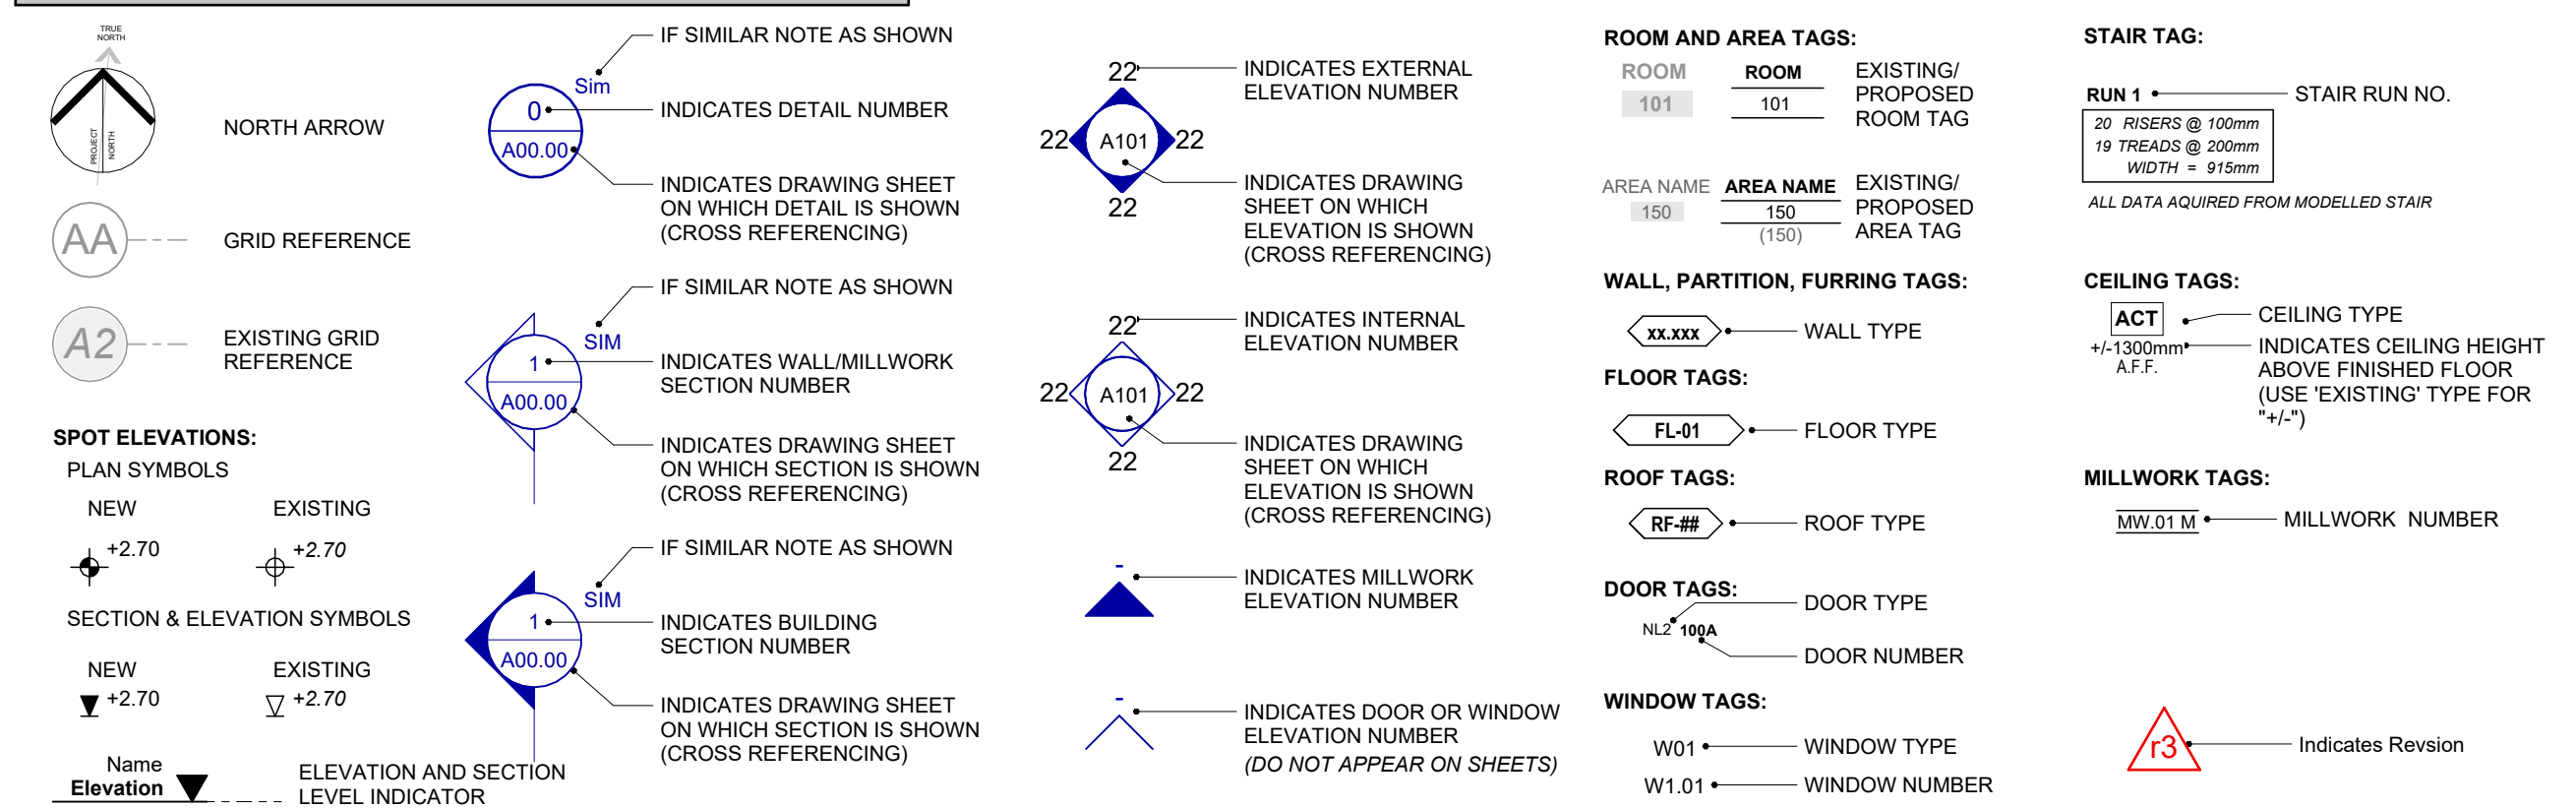 TRUE
NORTH
PROJECT
NORTH
NORTH ARROW
AA
GRID REFERENCE
A2
EXISTING GRID
REFERENCE
SPOT ELEVATIONS:
PLAN SYMBOLS
NEW
EXISTING
+2.70
+2.70
SECTION & ELEVATION SYMBOLS
NEW
EXISTING
+2.70
+2.70
Name
Elevation
ELEVATION AND SECTION
LEVEL INDICATOR
IF SIMILAR NOTE AS SHOWN
Sim
0
INDICATES DETAIL NUMBER
A00.00
INDICATES DRAWING SHEET
ON WHICH DETAIL IS SHOWN
(CROSS REFERENCING)
IF SIMILAR NOTE AS SHOWN
SIM
1
INDICATES WALL/MILLWORK
SECTION NUMBER
A00.00
INDICATES DRAWING SHEET
ON WHICH SECTION IS SHOWN
(CROSS REFERENCING)
IF SIMILAR NOTE AS SHOWN
SIM
1
INDICATES BUILDING
SECTION NUMBER
A00.00
INDICATES DRAWING SHEET
ON WHICH SECTION IS SHOWN
(CROSS REFERENCING)
22
INDICATES EXTERNAL
ELEVATION NUMBER
22
A101
22
22
INDICATES DRAWING
SHEET ON WHICH
ELEVATION IS SHOWN
(CROSS REFERENCING)
22
INDICATES INTERNAL
ELEVATION NUMBER
22
A101
22
22
INDICATES DRAWING
SHEET ON WHICH
ELEVATION IS SHOWN
(CROSS REFERENCING)
-
INDICATES MILLWORK
ELEVATION NUMBER
-
INDICATES DOOR OR WINDOW
ELEVATION NUMBER
(DO NOT APPEAR ON SHEETS)
ROOM AND AREA TAGS:
ROOM
101
ROOM
101
EXISTING/
PROPOSED
ROOM TAG
AREA NAME
150
AREA NAME
150
(150)
EXISTING/
PROPOSED
AREA TAG
WALL, PARTITION, FURRING TAGS:
xx.xxx
WALL TYPE
FLOOR TAGS:
FL-01
FLOOR TYPE
ROOF TAGS:
RF-##
ROOF TYPE
DOOR TAGS:
DOOR TYPE
NL2 100A
DOOR NUMBER
WINDOW TAGS:
W01
WINDOW TYPE
W1.01
WINDOW NUMBER
STAIR TAG:
RUN 1
STAIR RUN NO.
20 RISERS @ 100mm
19 TREADS @ 200mm
WIDTH = 915mm
ALL DATA AQUIRED FROM MODELLED STAIR
CEILING TAGS:
ACT
CEILING TYPE
+/-1300mm
A.F.F.
INDICATES CEILING HEIGHT
ABOVE FINISHED FLOOR
(USE 'EXISTING' TYPE FOR
"+/-")
MILLWORK TAGS:
MW.01 M
MILLWORK NUMBER
r3
Indicates Revsion